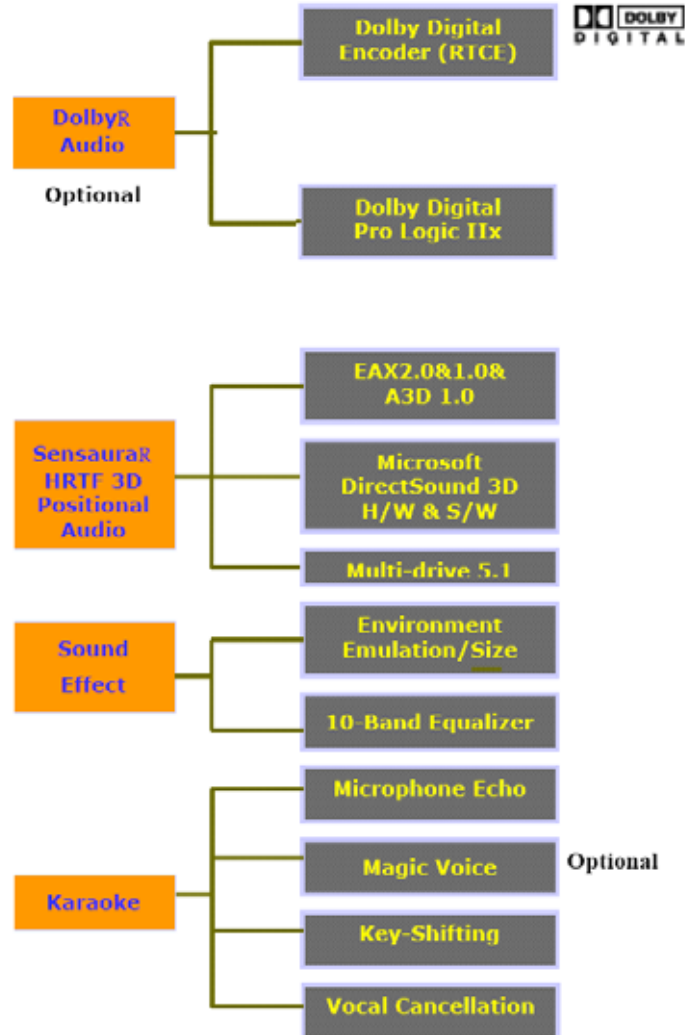 Dolby Digital
Encoder (RTCE)
DOLBY
DIGITAL
DolbyR
Audio
Optional
Dolby Digital
Pro Logic IIx
EAX2.0&1.0&
A3D 1.0
SensauraR
HRTF 3D
Positional
Audio
Microsoft
DirectSound 3D
H/W & S/W
Multi-drive 5.1
Sound
Effect
Environment
Emulation/Size
10-Band Equalizer
Karaoke
Microphone Echo
Magic Voice
Optional
Key-Shifting
Vocal Cancellation